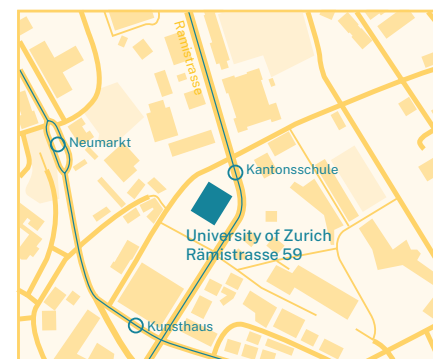 Rämistrasse
Neumarkt
Kantonsschule
University of Zurich
Rämistrasse 59
Kunsthaus